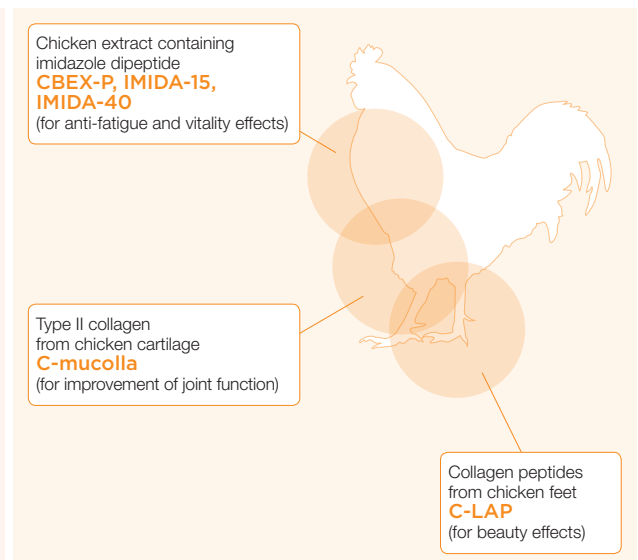 Chicken extract containing
imidazole dipeptide
CBEX-P, IMIDA-15,
IMIDA-40
(for anti-fatigue and vitality effects)
Type II collagen
from chicken cartilage
C-mucolla
(for improvement of joint function)
Collagen peptides
from chicken feet
C-LAP
(for beauty effects)